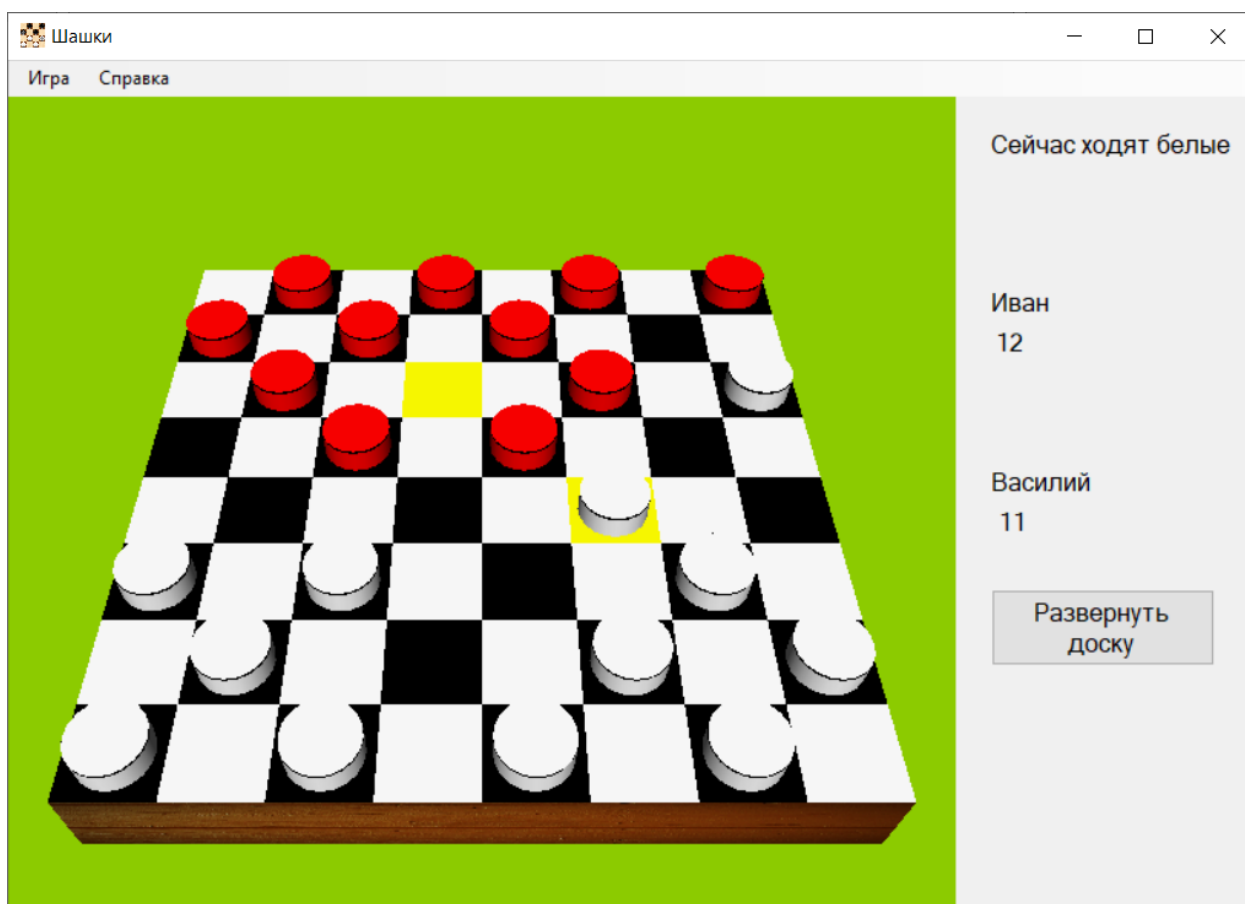 Шашки
Игра Справка
Сейчас ходят белые
Иван
12
Василий
11
Развернуть
доску